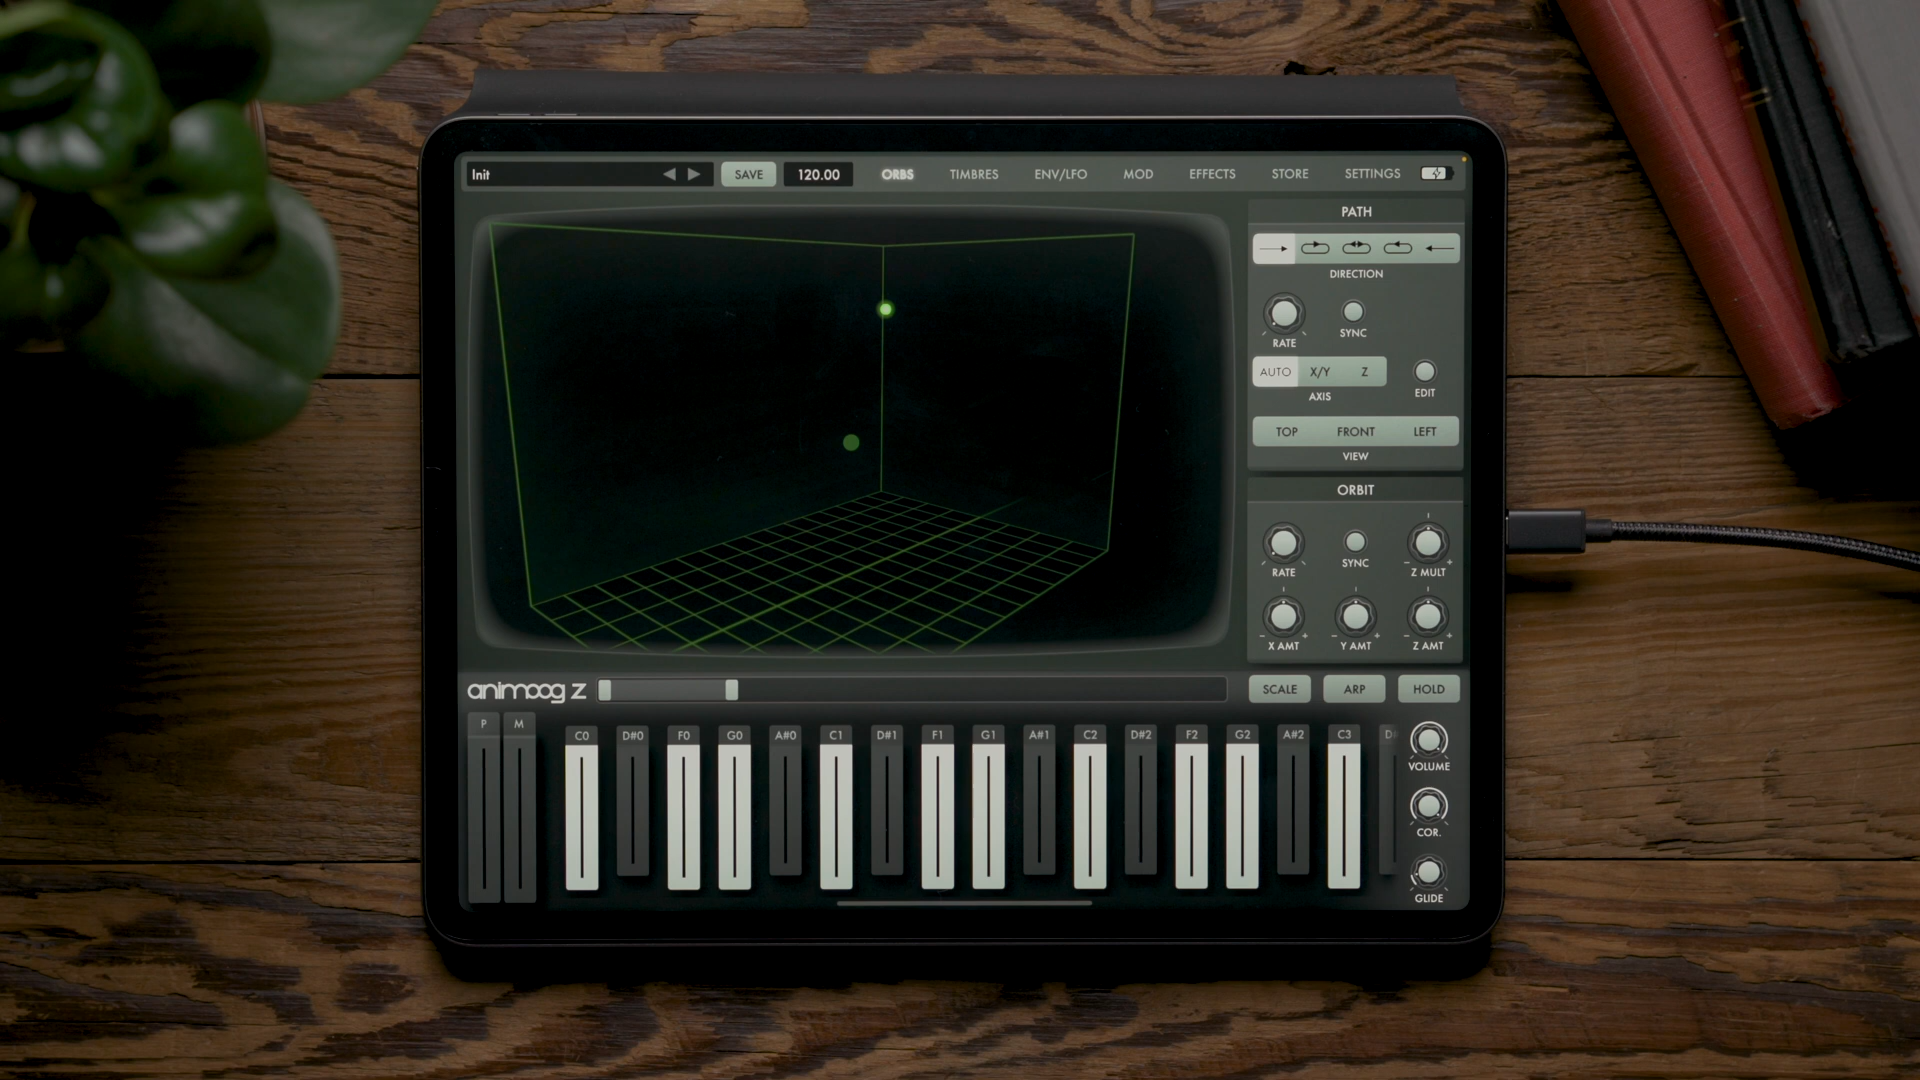 Init
SAVE
120.00
ORBS
TIMBRES
ENV/LFO
MOD
EFFECTS
STORE
SETTINGS
PATH
DIRECTION
RATE
SYNC
AUTO
X/Y
Z
AXIS
EDIT
TOP
FRONT
LEFT
VIEW
ORBIT
RATE
SYNC
- Z MULT +
- X AMT +
- Y AMT +
- Z AMT +
animoog Z
SCALE
ARP
HOLD
P
M
C0
D#0
F0
G0
A#0
C1
D#1
F1
G1
A#1
C2
D#2
F2
G2
A#2
C3
VOLUME
COR.
GLIDE